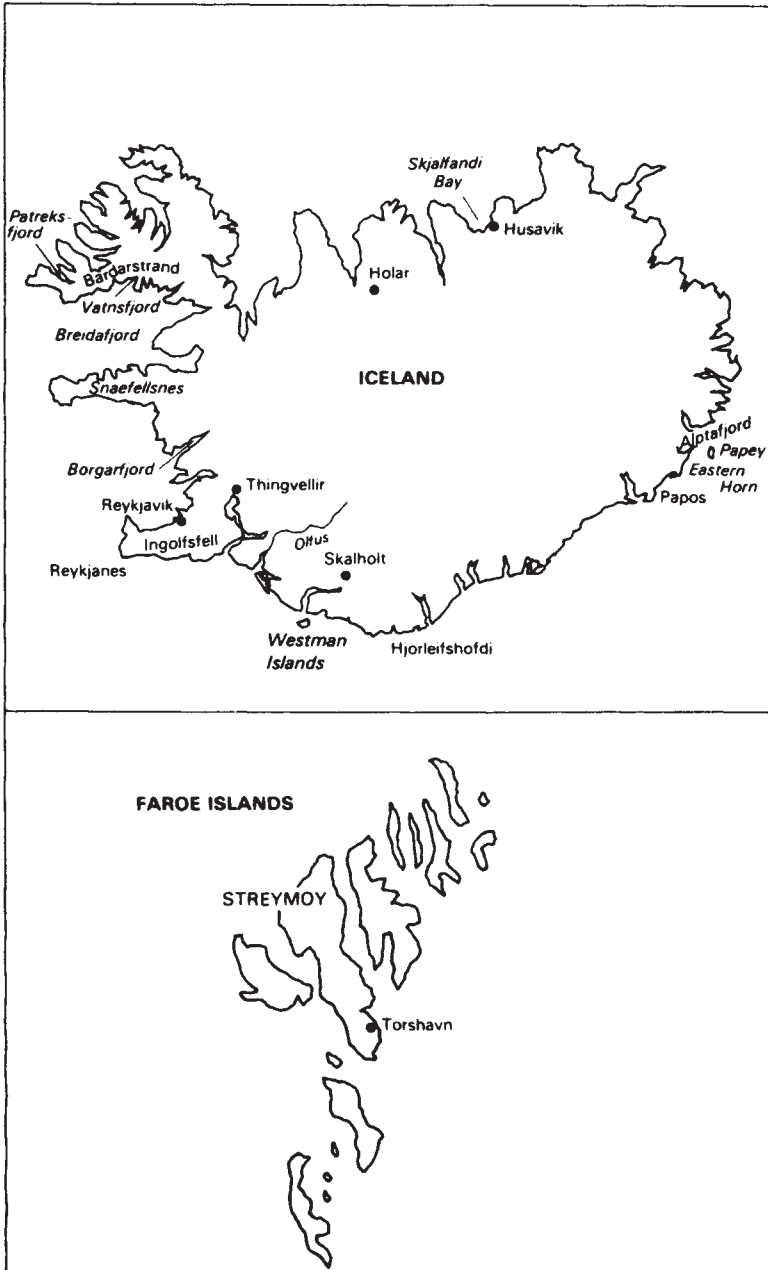 Skjalfandi
Bay
Husavik
Patreks-
fjord
Bardarstrand
Holar
Vatnsfjord
Breidafjord
ICELAND
Snaefellsnes
Alptafjord
Papey
Borgarfjord
Eastern
Horn
Thingvellir
Papos
Reykjavik
Ingolfsfell
Olfus
Reykjanes
Skalholt
Westman
Islands
Hjorleifshofdi
FAROE ISLANDS
STREYMOY
Torshavn